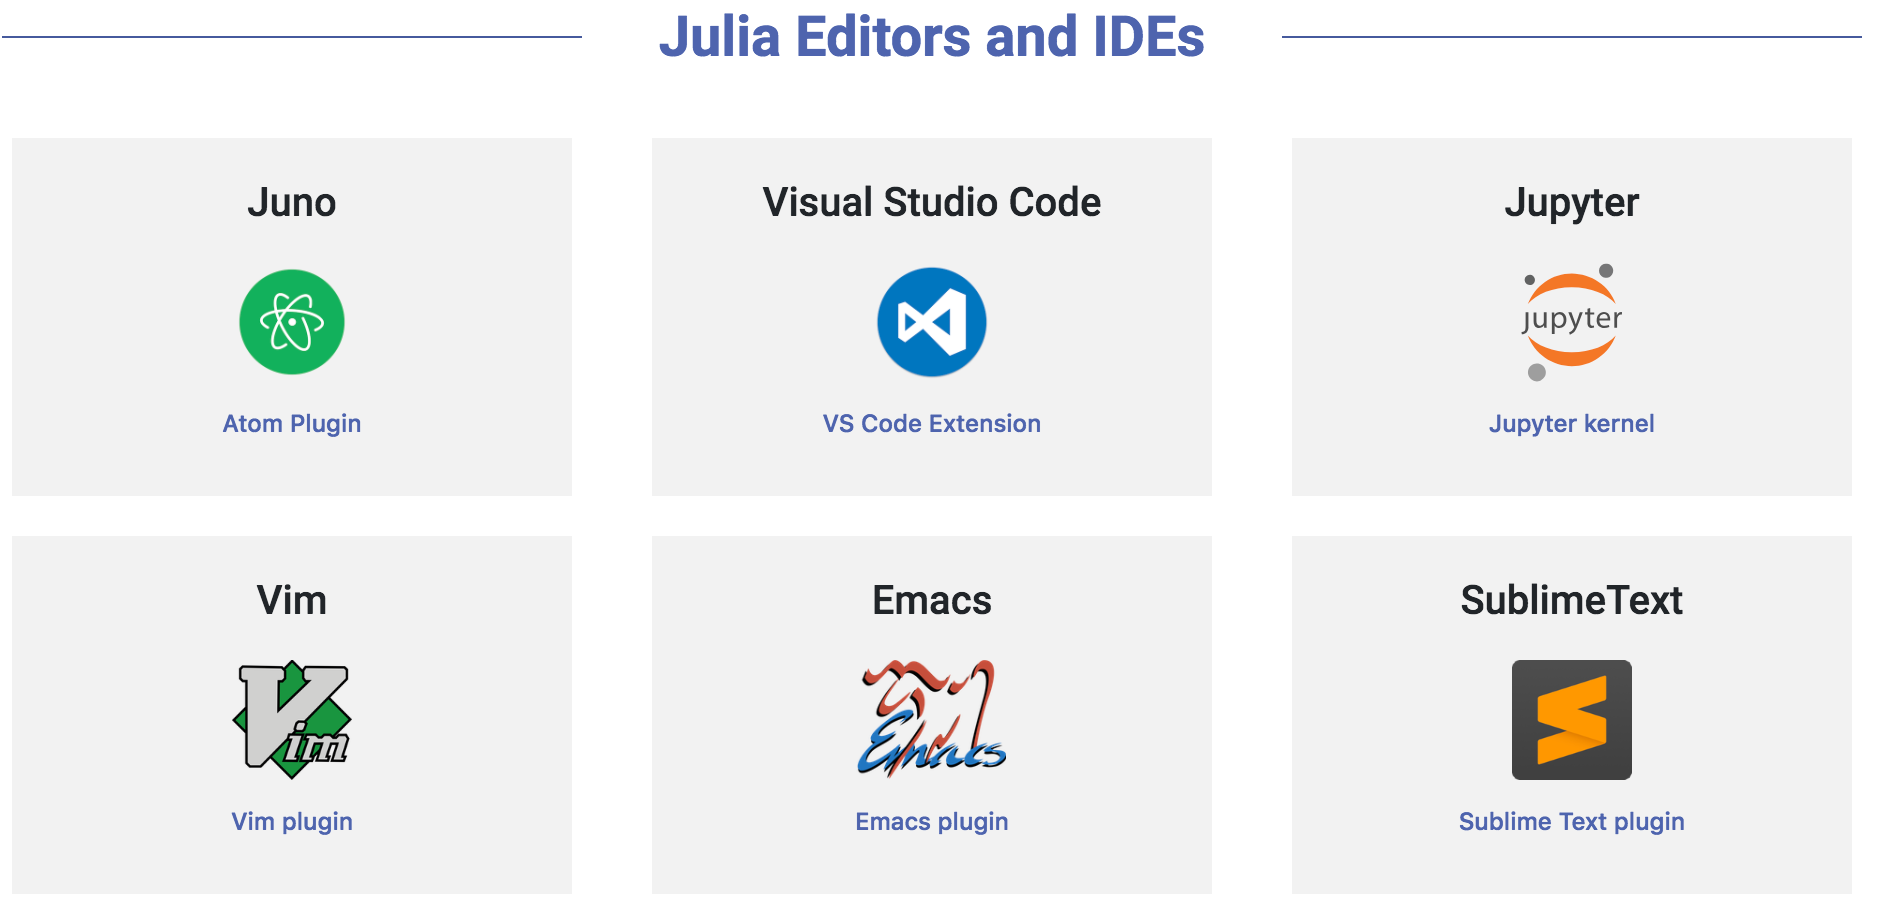 Julia Editors and IDEs
Juno
Atom Plugin
Visual Studio Code
VS Code Extension
Jupyter
jupyter
Jupyter kernel
Vim
Vim
Vim plugin
Emacs
Emacs
Emacs plugin
SublimeText
Sublime Text plugin